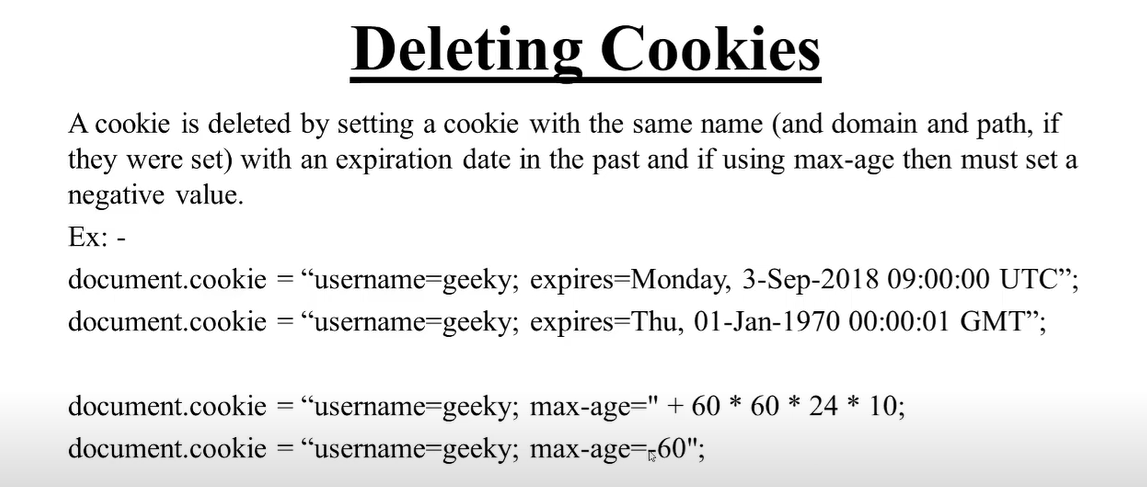 Deleting Cookies
A cookie is deleted by setting a cookie with the same name (and domain and path, if
they were set) with an expiration date in the past and if using max-age then must set a
negative value.
Ex: -
document.cookie = “username=geeky; expires=Monday, 3-Sep-2018 09:00:00 UTC”;
document.cookie = “username=geeky; expires=Thu, 01-Jan-1970 00:00:01 GMT”;
document.cookie = “username=geeky; max-age=" + 60 * 60 * 24 * 10;
document.cookie = “username=geeky; max-age=-60";